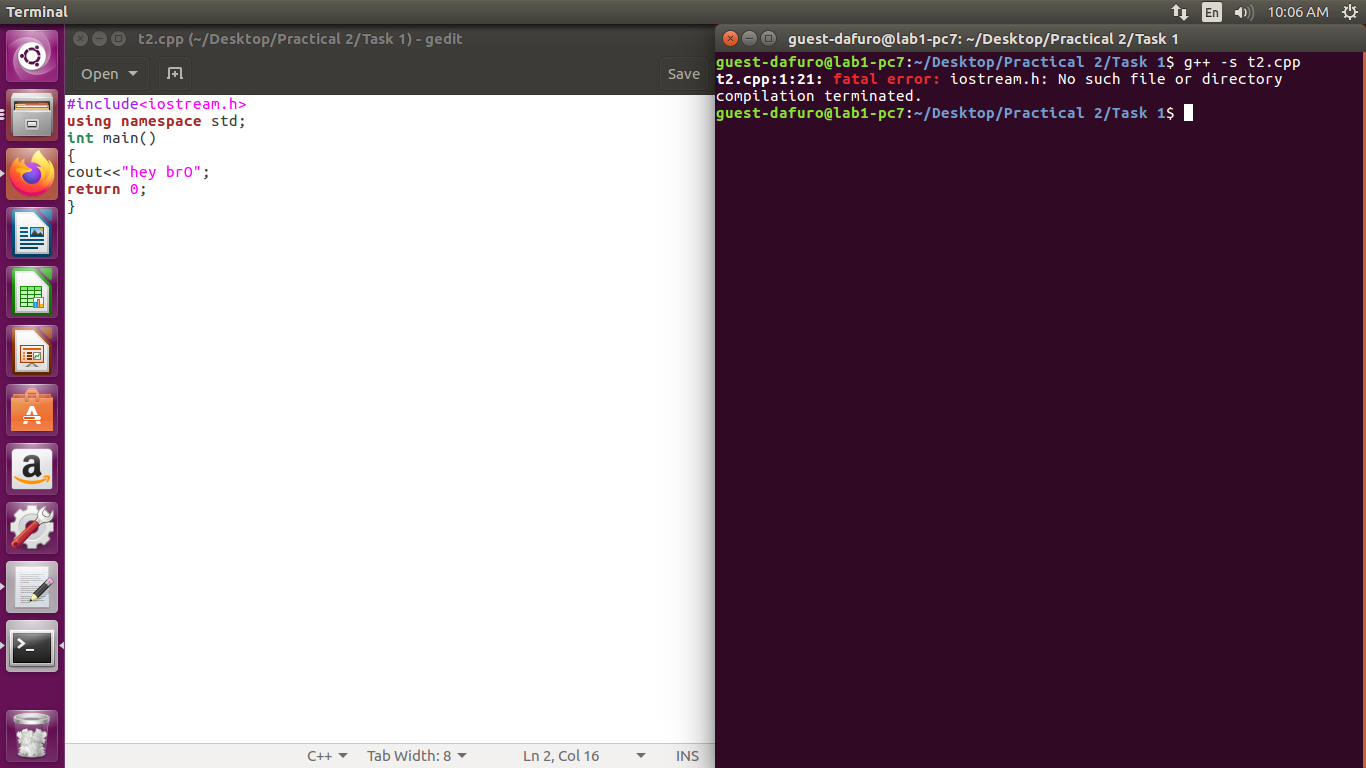 Terminal
En
10:06 AM
t2.cpp (~/Desktop/Practical 2/Task 1) - gedit
Open
Save
#include<iostream.h>
using namespace std;
int main()
{
cout<<"hey brO";
return 0;
}
C++
Tab Width: 8
Ln 2, Col 16
INS
guest-dafuro@lab1-pc7: ~/Desktop/Practical 2/Task 1
guest-dafuro@lab1-pc7:~/Desktop/Practical 2/Task 1$ g++ -s t2.cpp
t2.cpp:1:21: fatal error: iostream.h: No such file or directory
compilation terminated.
guest-dafuro@lab1-pc7:~/Desktop/Practical 2/Task 1$